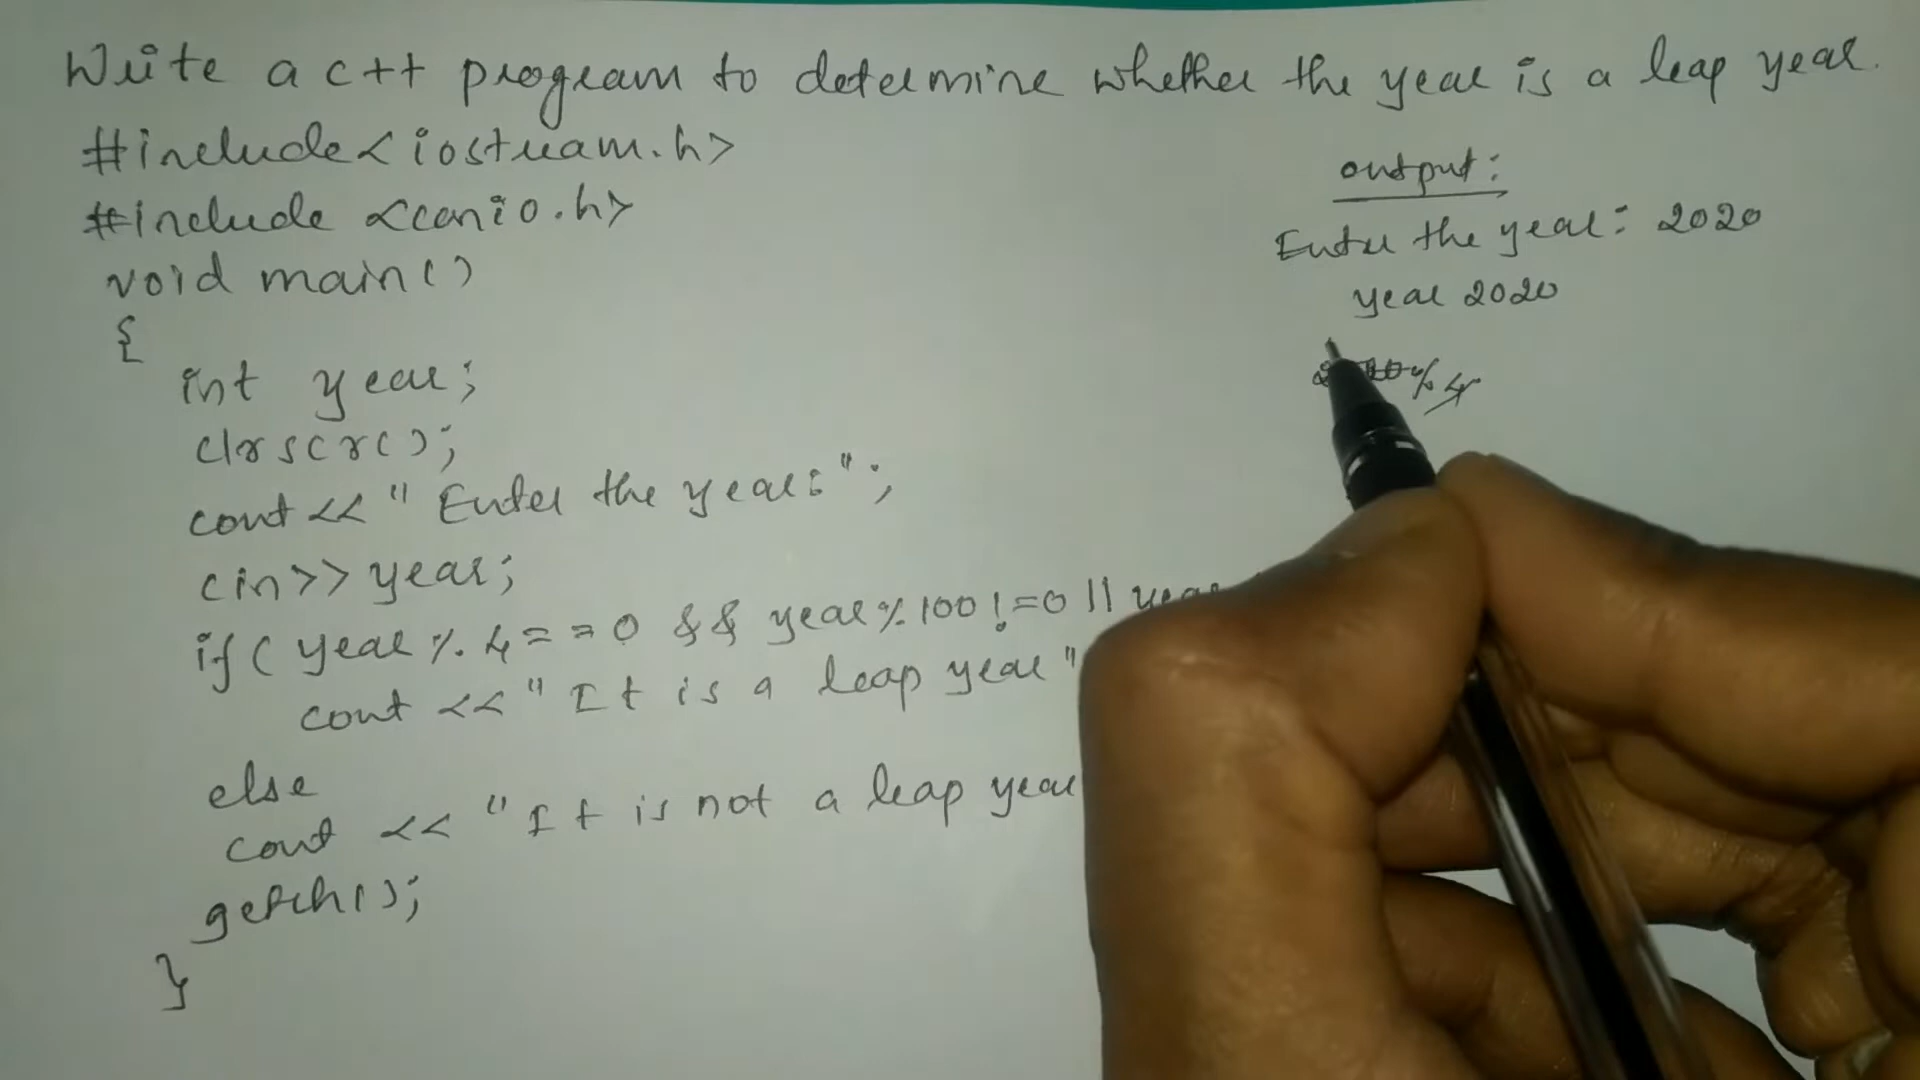 Write a c++ program to determine whether the year is a leap year.
#include<iostream.h>
#include <conio.h>
void main()
{
int year;
clrscr();
cout << "Enter the year:";
cin>>year;
if( year % 4 == 0 && year % 100 != 0 || year
cout << "It is a leap year"
else
cout << "It is not a leap year
getch();
}
output:
Enter the year: 2020
year 2020
% 4